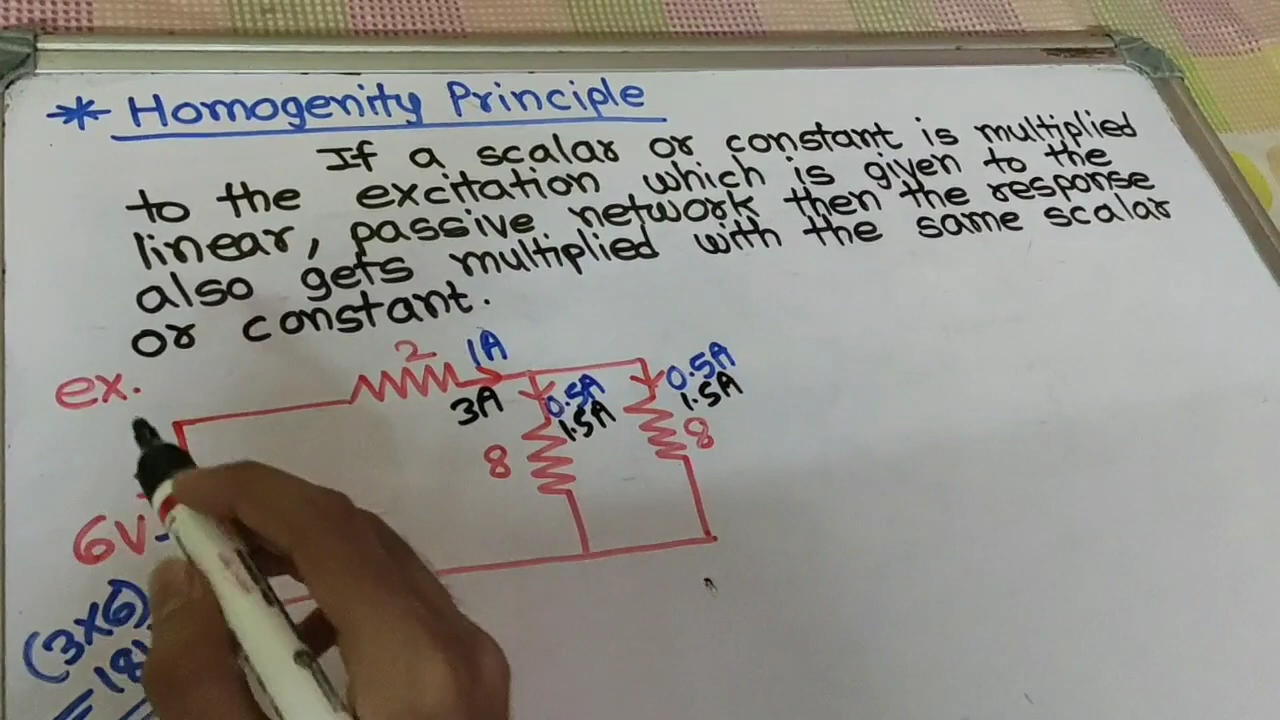 * Homogenity Principle
If a scalar or constant is multiplied
to the excitation which is given to the
linear, passive network then the response
also gets multiplied with the same scalar
or constant.
ex.
2
1A
3A
0.5A
1.5A
0.5A
1.5A
8
8
6V
(3×6)
= 18